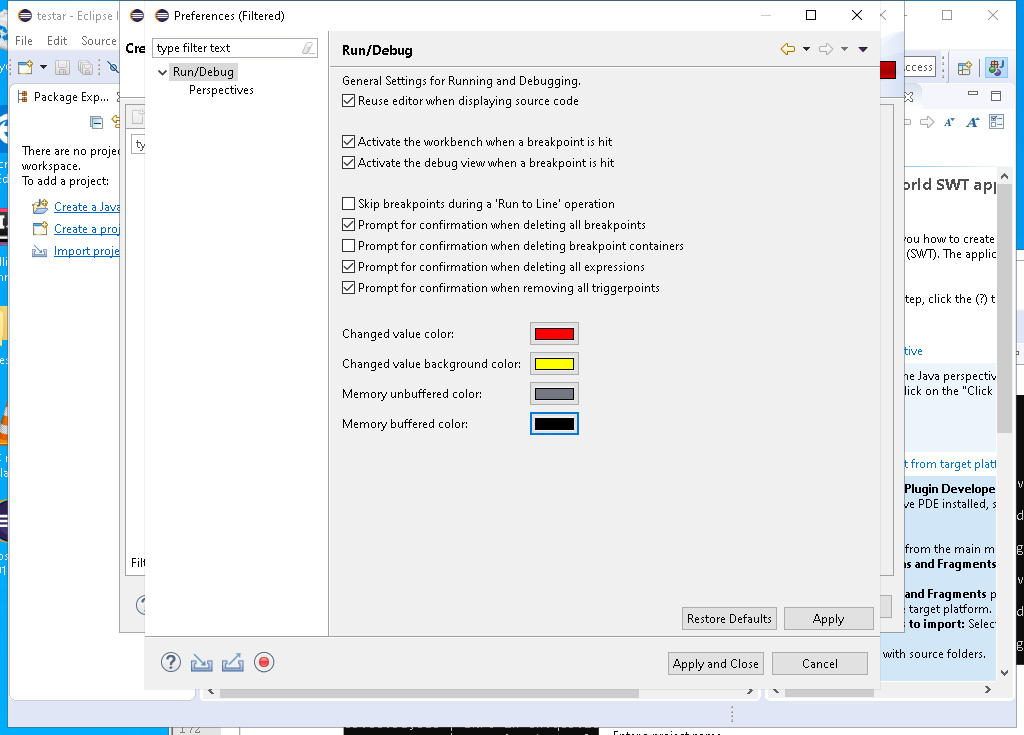 testar - Eclipse I
Preferences (Filtered)
File Edit Source
Cre
type filter text
Run/Debug
Run/Debug
Perspectives
General Settings for Running and Debugging.
Reuse editor when displaying source code
Activate the workbench when a breakpoint is hit
Activate the debug view when a breakpoint is hit
Skip breakpoints during a 'Run to Line' operation
Prompt for confirmation when deleting all breakpoints
Prompt for confirmation when deleting breakpoint containers
Prompt for confirmation when deleting all expressions
Prompt for confirmation when removing all triggerpoints
Changed value color:
Changed value background color:
Memory unbuffered color:
Memory buffered color:
Restore Defaults Apply
Apply and Close Cancel
Package Exp...
There are no projec
workspace.
To add a project:
Create a Java
Create a proj
Import proje
ty
Filt
ccess
orld SWT app
you how to create
(SWT). The applic
tep, click the (?) t
tive
he Java perspectiv
lick on the "Click
t from target platf
Plugin Develope
ve PDE installed, s
from the main m
ns and Fragments
and Fragments p
target platform.
s to import: Selec
with source folders.
172
Enter a project name